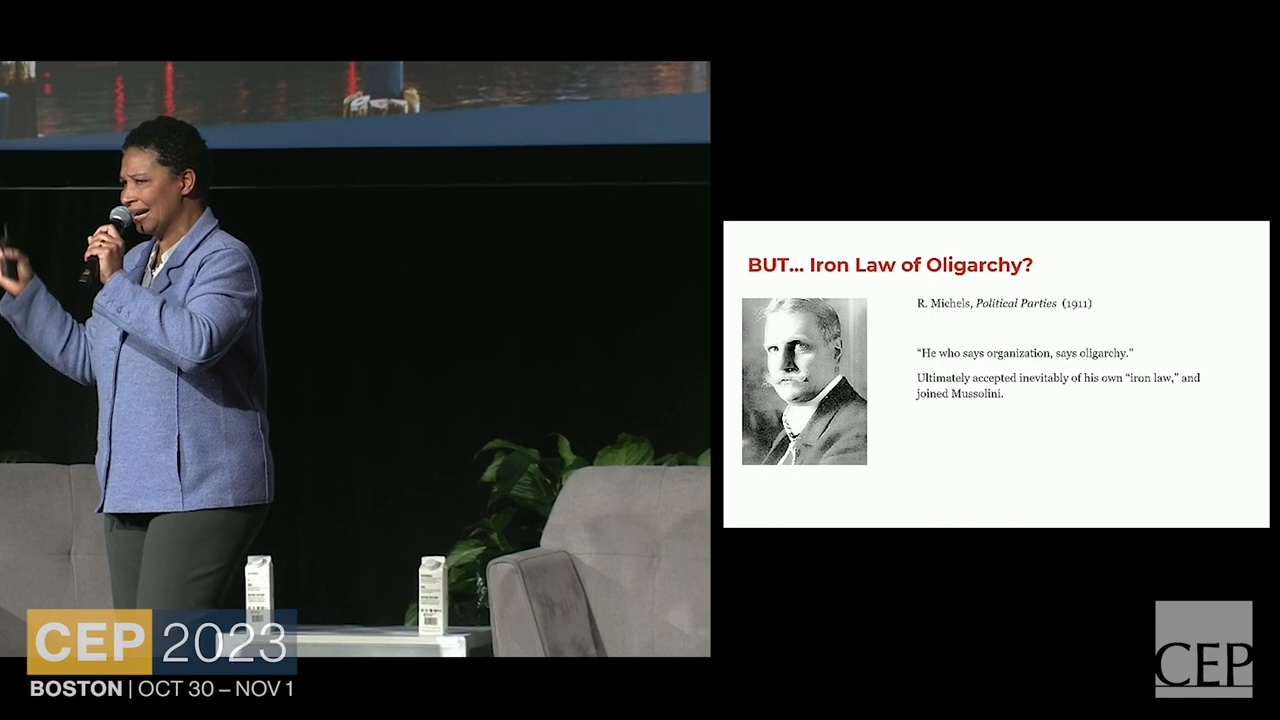 BUT... Iron Law of Oligarchy?
R. Michels, Political Parties (1911)
“He who says organization, says oligarchy.”
Ultimately accepted inevitably of his own “iron law,” and
joined Mussolini.
CEP 2023
BOSTON | OCT 30 – NOV 1
CEP